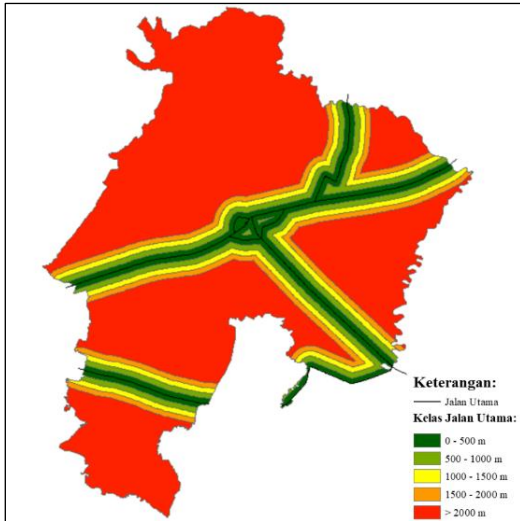 Keterangan:
Jalan Utama
Kelas Jalan Utama:
0 - 500 m
500 - 1000 m
1000 - 1500 m
1500 - 2000 m
> 2000 m